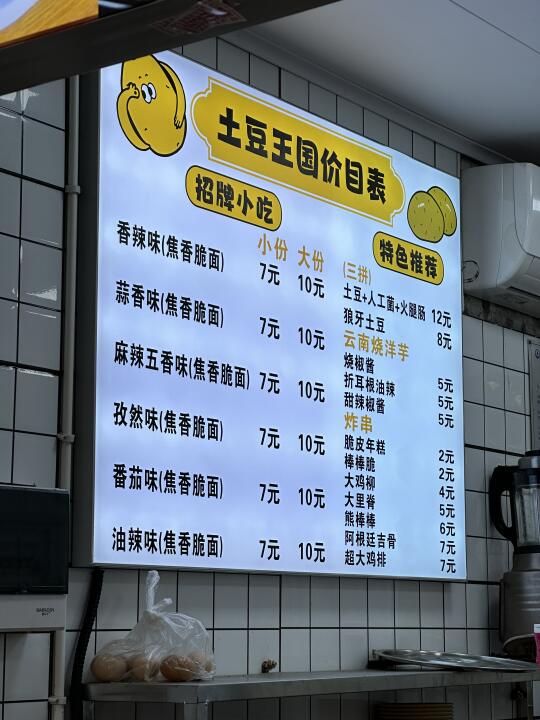 土豆王国价目表
招牌小吃
小份 大份
香辣味(焦香脆面) 7元 10元
蒜香味(焦香脆面) 7元 10元
麻辣五香味(焦香脆面) 7元 10元
孜然味(焦香脆面) 7元 10元
番茄味(焦香脆面) 7元 10元
油辣味(焦香脆面) 7元 10元
特色推荐
(三拼)
土豆+人工菌+火腿肠 12元
狼牙土豆 8元
云南烧洋芋
烧椒酱 5元
折耳根油辣 5元
甜辣椒酱 5元
炸串
脆皮年糕 2元
棒棒脆 2元
大鸡柳 4元
大里脊 5元
熊棒棒 6元
阿根廷吉骨 7元
超大鸡排 7元